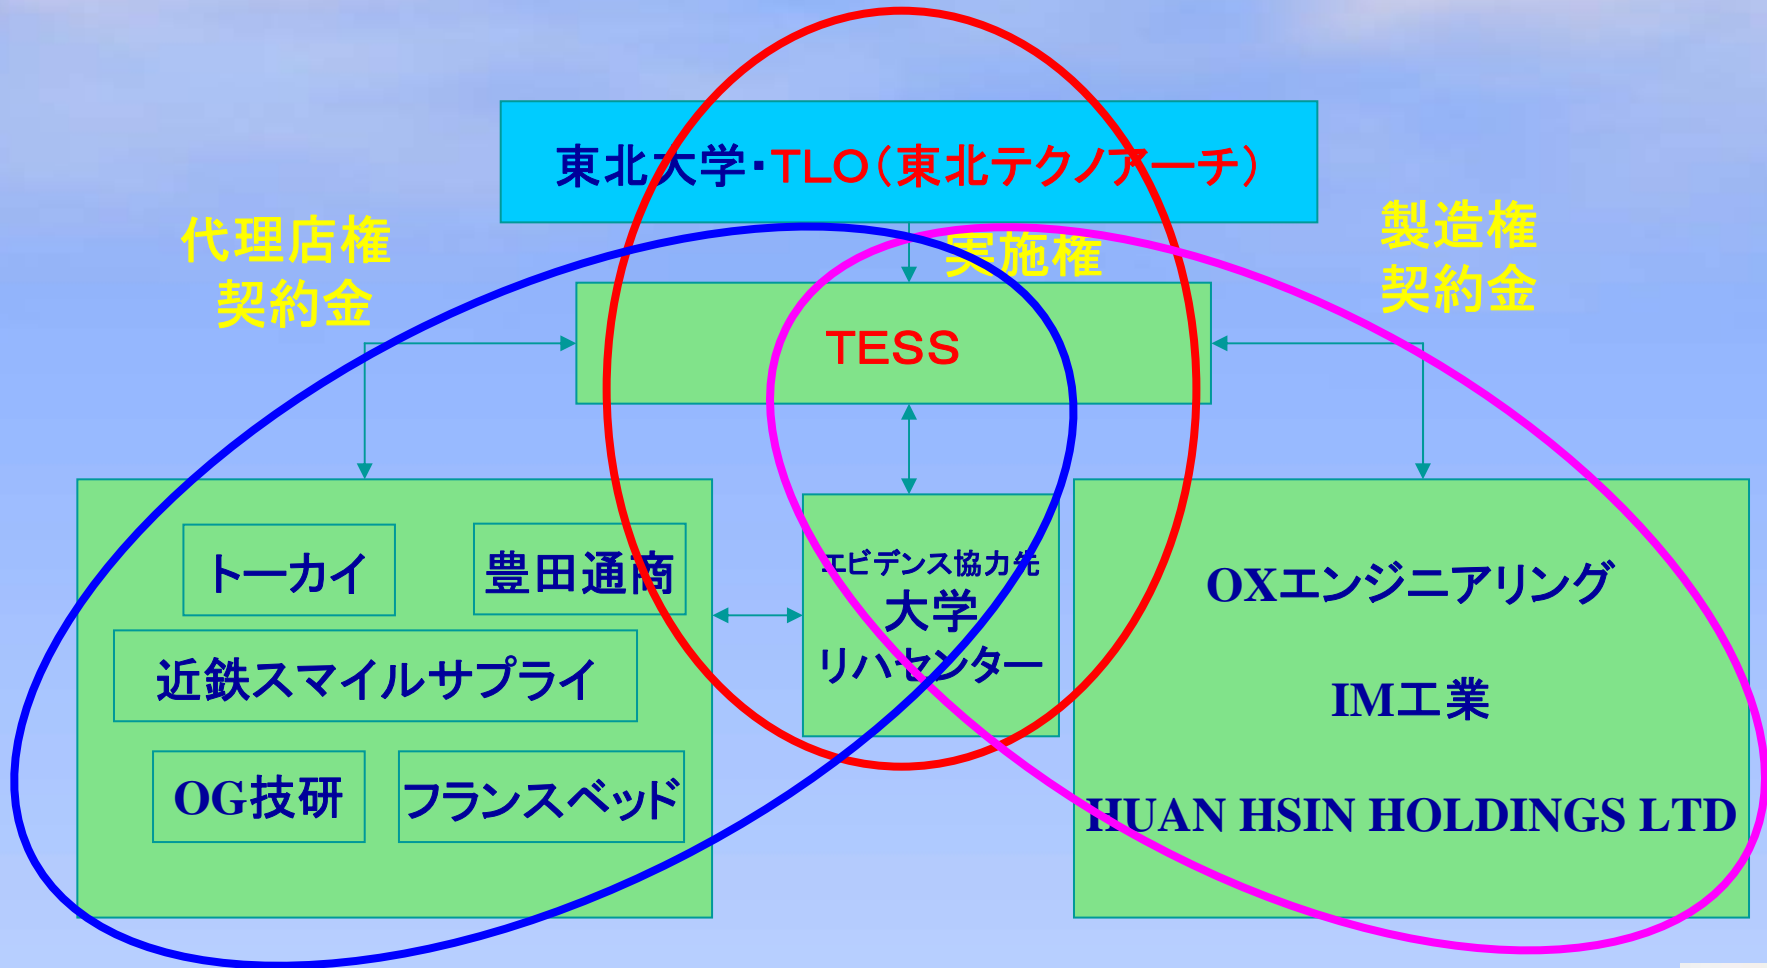 東北大学・TLO（東北テクノアーチ）
代理店権
契約金
実施権
製造権
契約金
TESS
トーカイ
豊田通商
近鉄スマイルサプライ
OG技研
フランスベッド
エビデンス協力先
大学
リハセンター
OXエンジニアリング
IM工業
HUAN HSIN HOLDINGS LTD